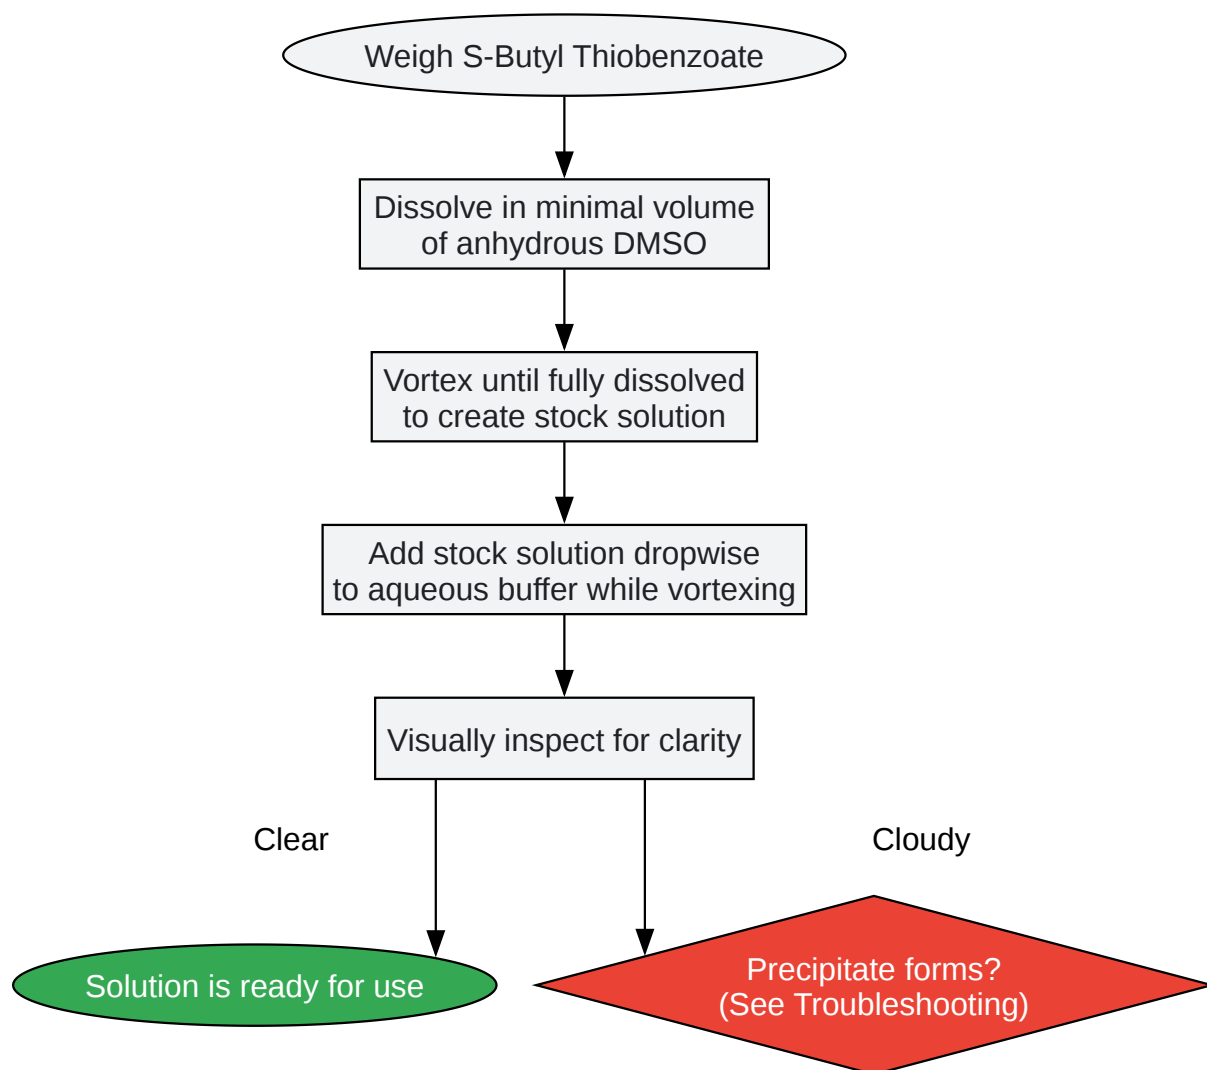 Weigh S-Butyl Thiobenzoate
Dissolve in minimal volume
of anhydrous DMSO
Vortex until fully dissolved
to create stock solution
Add stock solution dropwise
to aqueous buffer while vortexing
Visually inspect for clarity
Clear
Cloudy
Solution is ready for use
Precipitate forms?
(See Troubleshooting)